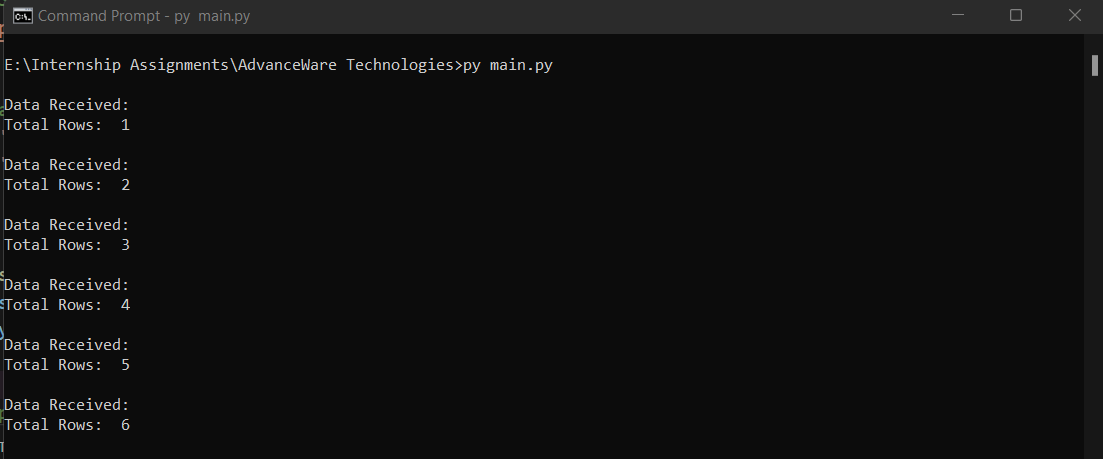 Command Prompt - py  main.py
E:\Internship Assignments\AdvanceWare Technologies>py main.py
Data Received:
Total Rows:  1
Data Received:
Total Rows:  2
Data Received:
Total Rows:  3
Data Received:
Total Rows:  4
Data Received:
Total Rows:  5
Data Received:
Total Rows:  6